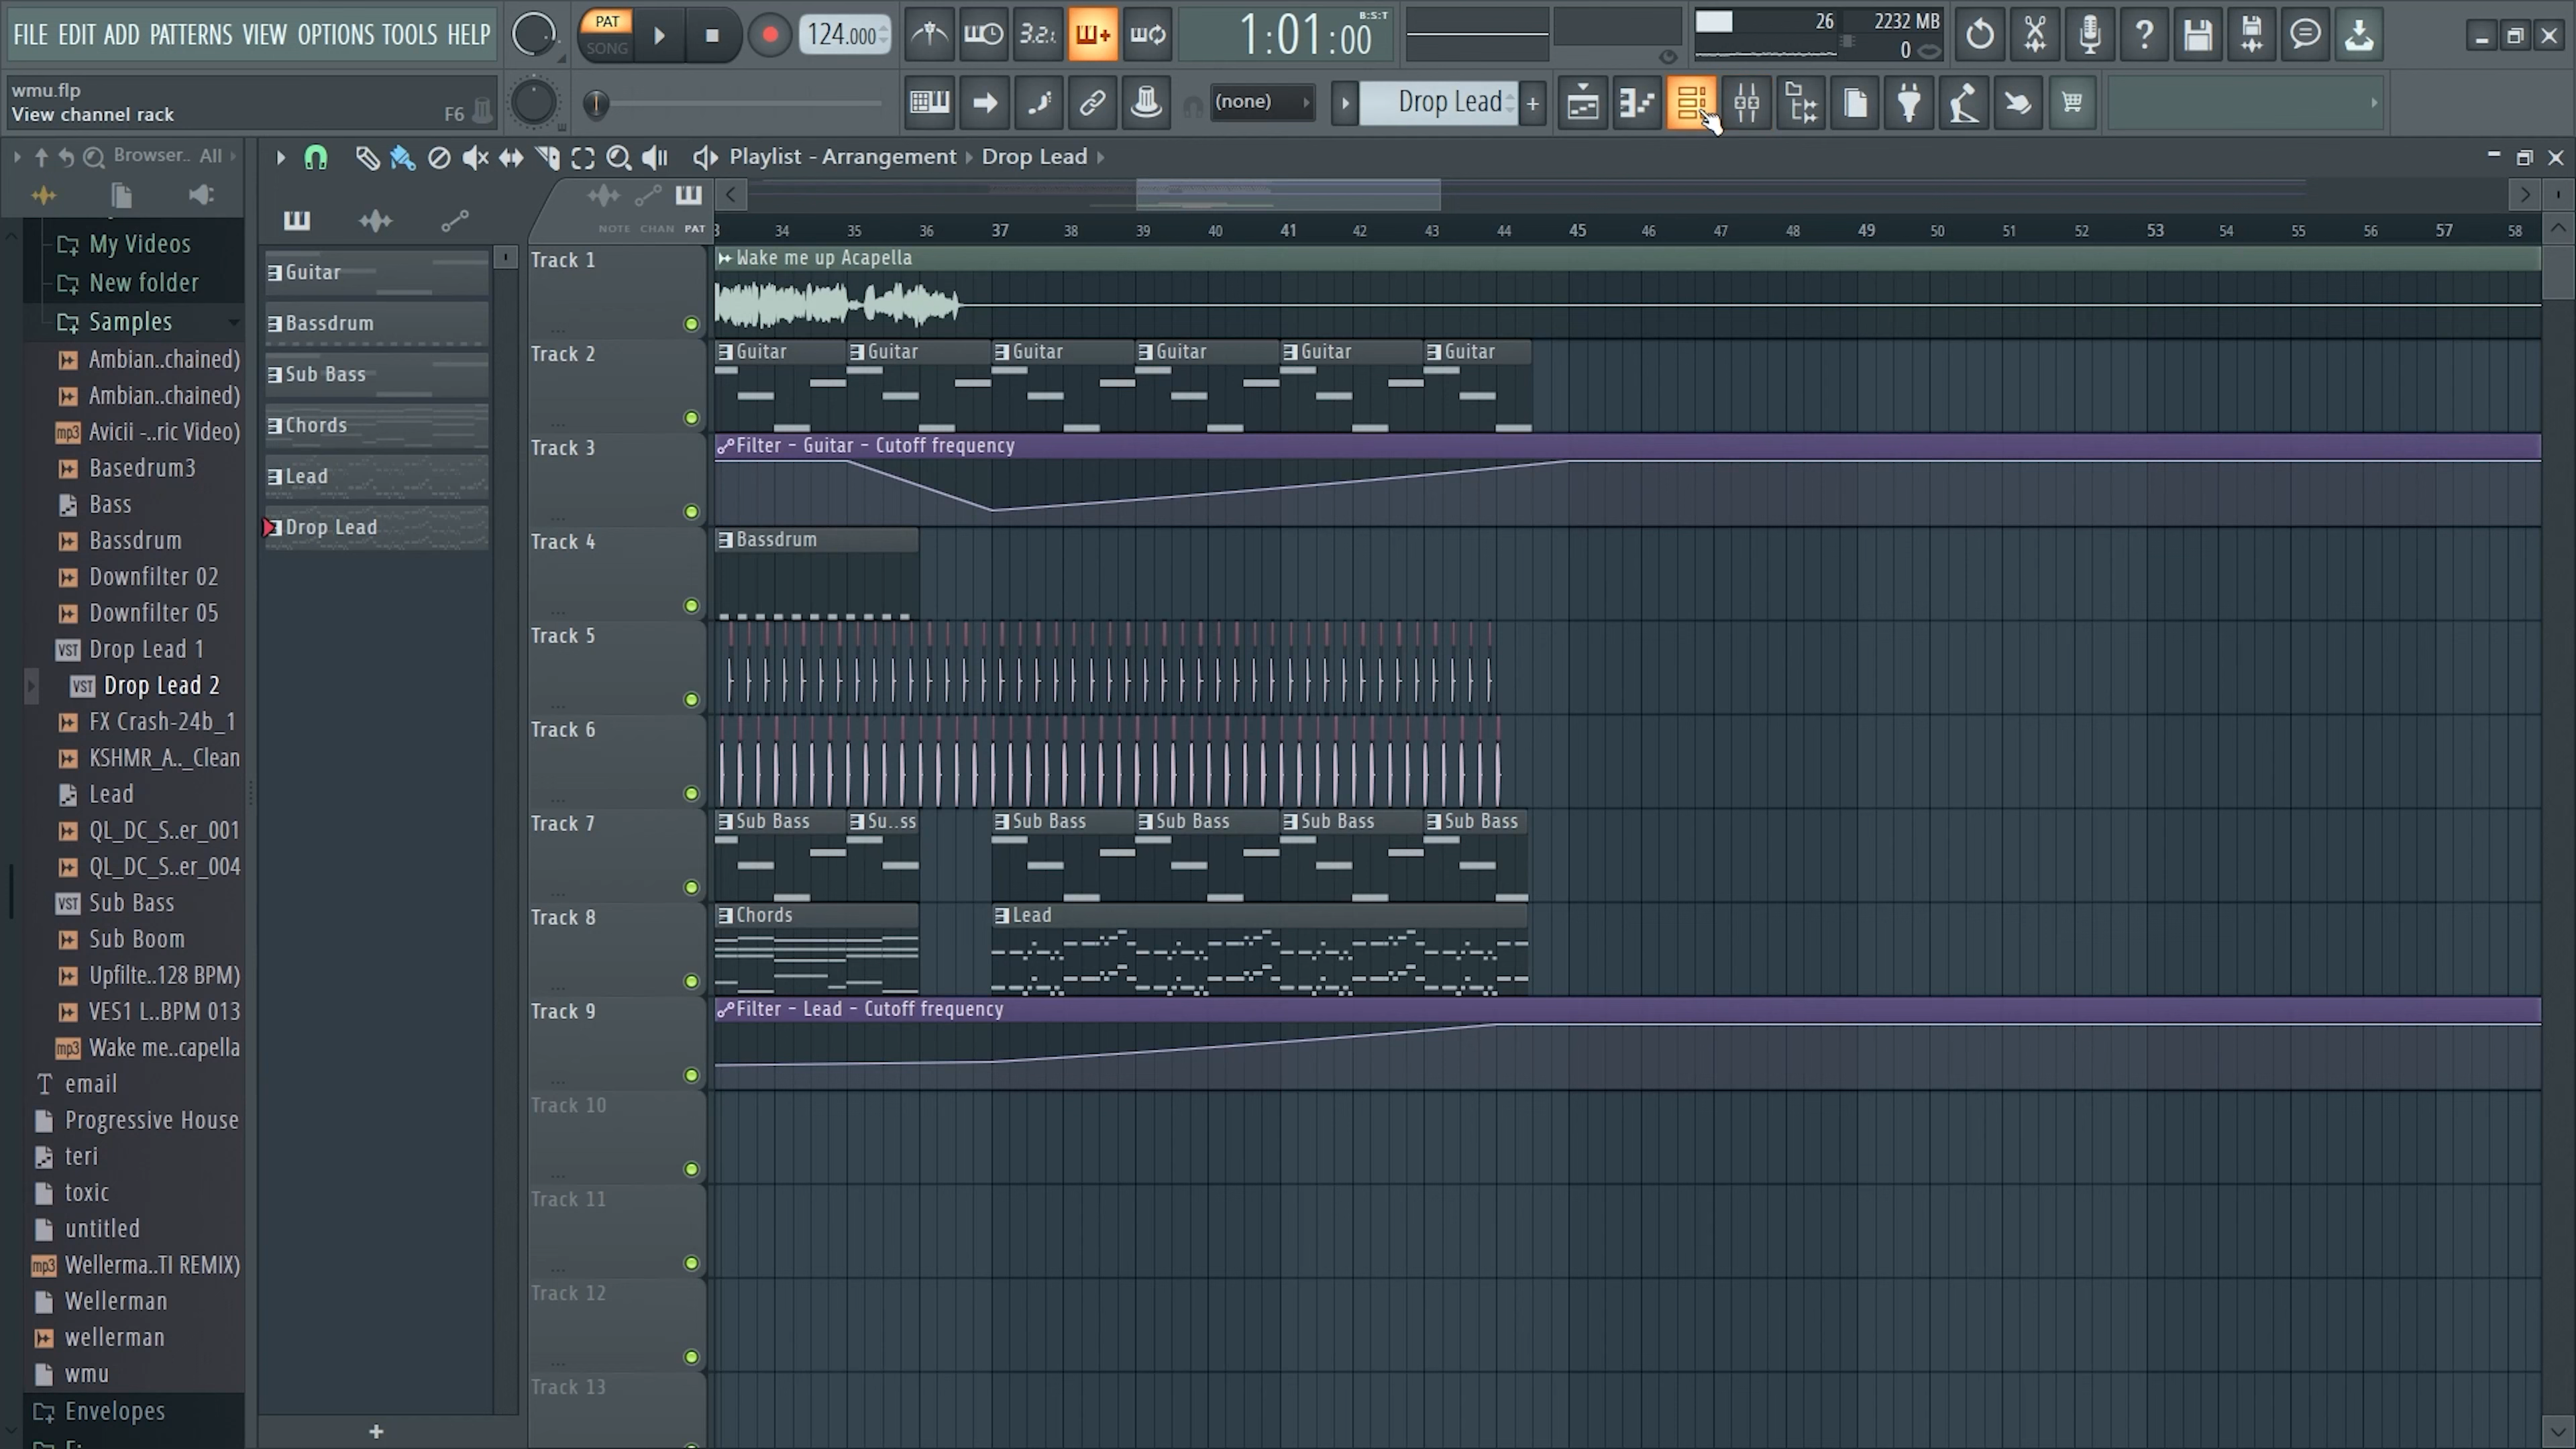 FILE EDIT ADD PATTERNS VIEW OPTIONS TOOLS HELP
PAT
SONG
124.000
3.2.
1:01:00
B:S:T
26
2232 MB
0
wmu.flp
View channel rack
F6
(none)
Drop Lead
Browser.. All
Playlist - Arrangement
Drop Lead
NOTE CHAN PAT
3 34 35 36 37 38 39 40 41 42 43 44 45 46 47 48 49 50 51 52 53 54 55 56 57 58
My Videos
New folder
Samples
Ambian..chained)
Ambian..chained)
mp3 Avicii -..ric Video)
Basedrum3
Bass
Bassdrum
Downfilter 02
Downfilter 05
VST Drop Lead 1
VST Drop Lead 2
FX Crash-24b_1
KSHMR_A.._Clean
Lead
QL_DC_S..er_001
QL_DC_S..er_004
VST Sub Bass
Sub Boom
Upfilte..128 BPM)
VES1 L..BPM 013
mp3 Wake me..capella
T email
Progressive House
teri
toxic
untitled
mp3 Wellerma..TI REMIX)
Wellerman
wellerman
wmu
Envelopes
Guitar
Bassdrum
Sub Bass
Chords
Lead
Drop Lead
+
Track 1
Wake me up Acapella
Track 2
Guitar Guitar Guitar Guitar Guitar Guitar
Track 3
Filter - Guitar - Cutoff frequency
Track 4
Bassdrum
Track 5
Track 6
Track 7
Sub Bass Su..ss Sub Bass Sub Bass Sub Bass Sub Bass
Track 8
Chords Lead
Track 9
Filter - Lead - Cutoff frequency
Track 10
Track 11
Track 12
Track 13